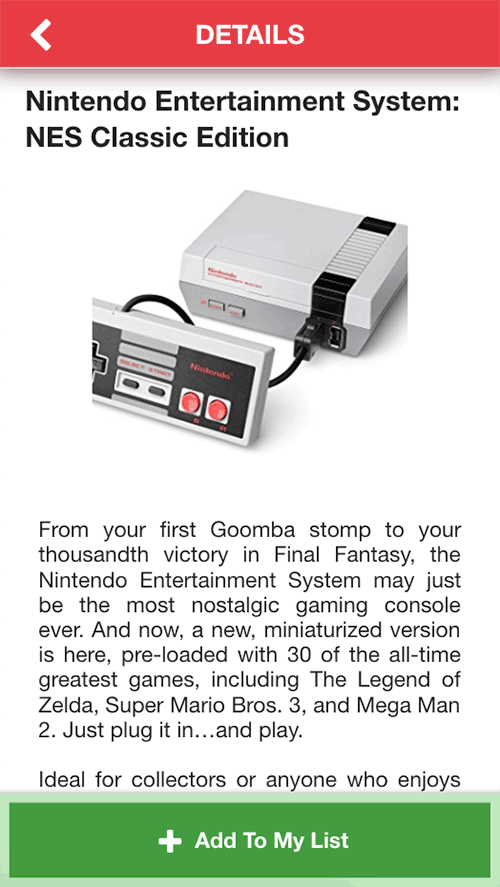 DETAILS
Nintendo Entertainment System:
NES Classic Edition
Nintendo
SELECT START
Nintendo
From your first Goomba stomp to your
thousandth victory in Final Fantasy, the
Nintendo Entertainment System may just
be the most nostalgic gaming console
ever. And now, a new, miniaturized version
is here, pre-loaded with 30 of the all-time
greatest games, including The Legend of
Zelda, Super Mario Bros. 3, and Mega Man
2. Just plug it in…and play.
Ideal for collectors or anyone who enjoys
Add To My List